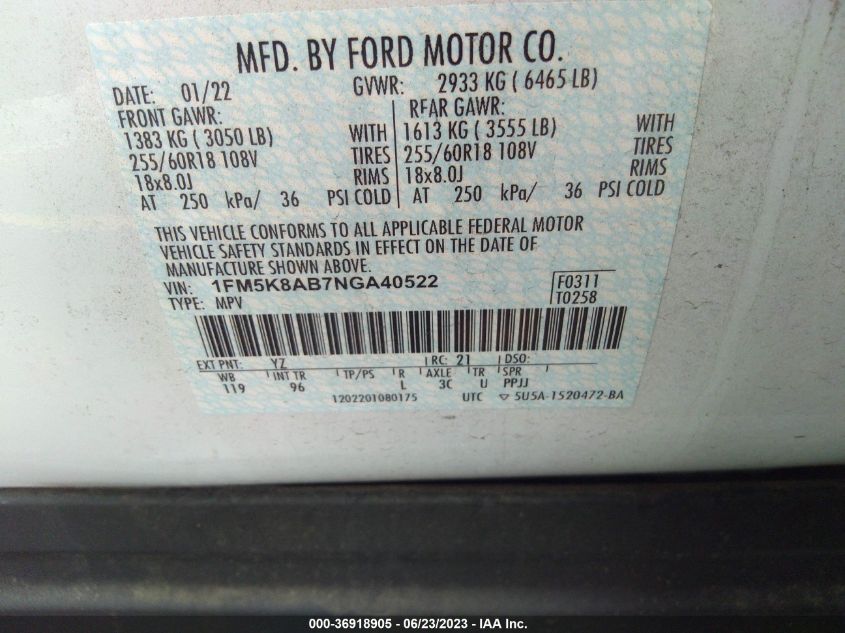 MFD. BY FORD MOTOR CO.
DATE: 01/22 GVWR: 2933 KG ( 6465 LB)
FRONT GAWR: REAR GAWR:
1383 KG ( 3050 LB) WITH 1613 KG ( 3555 LB) WITH
255/60R18 108V TIRES 255/60R18 108V TIRES
18x8.0J RIMS 18x8.0J RIMS
AT 250 kPa/ 36 PSI COLD AT 250 kPa/ 36 PSI COLD
THIS VEHICLE CONFORMS TO ALL APPLICABLE FEDERAL MOTOR
VEHICLE SAFETY STANDARDS IN EFFECT ON THE DATE OF
MANUFACTURE SHOWN ABOVE.
VIN: 1FM5K8AB7NGA40522 F0311
TYPE: MPV T0258
EXT PNT: YZ RC: 21 DSO:
WB INT TR TP/PS R AXLE TR SPR
119 96 L 3C U PPJJ
1202201080175 UTC ▽ 5U5A-1520472-BA
000-36918905 - 06/23/2023 - IAA Inc.